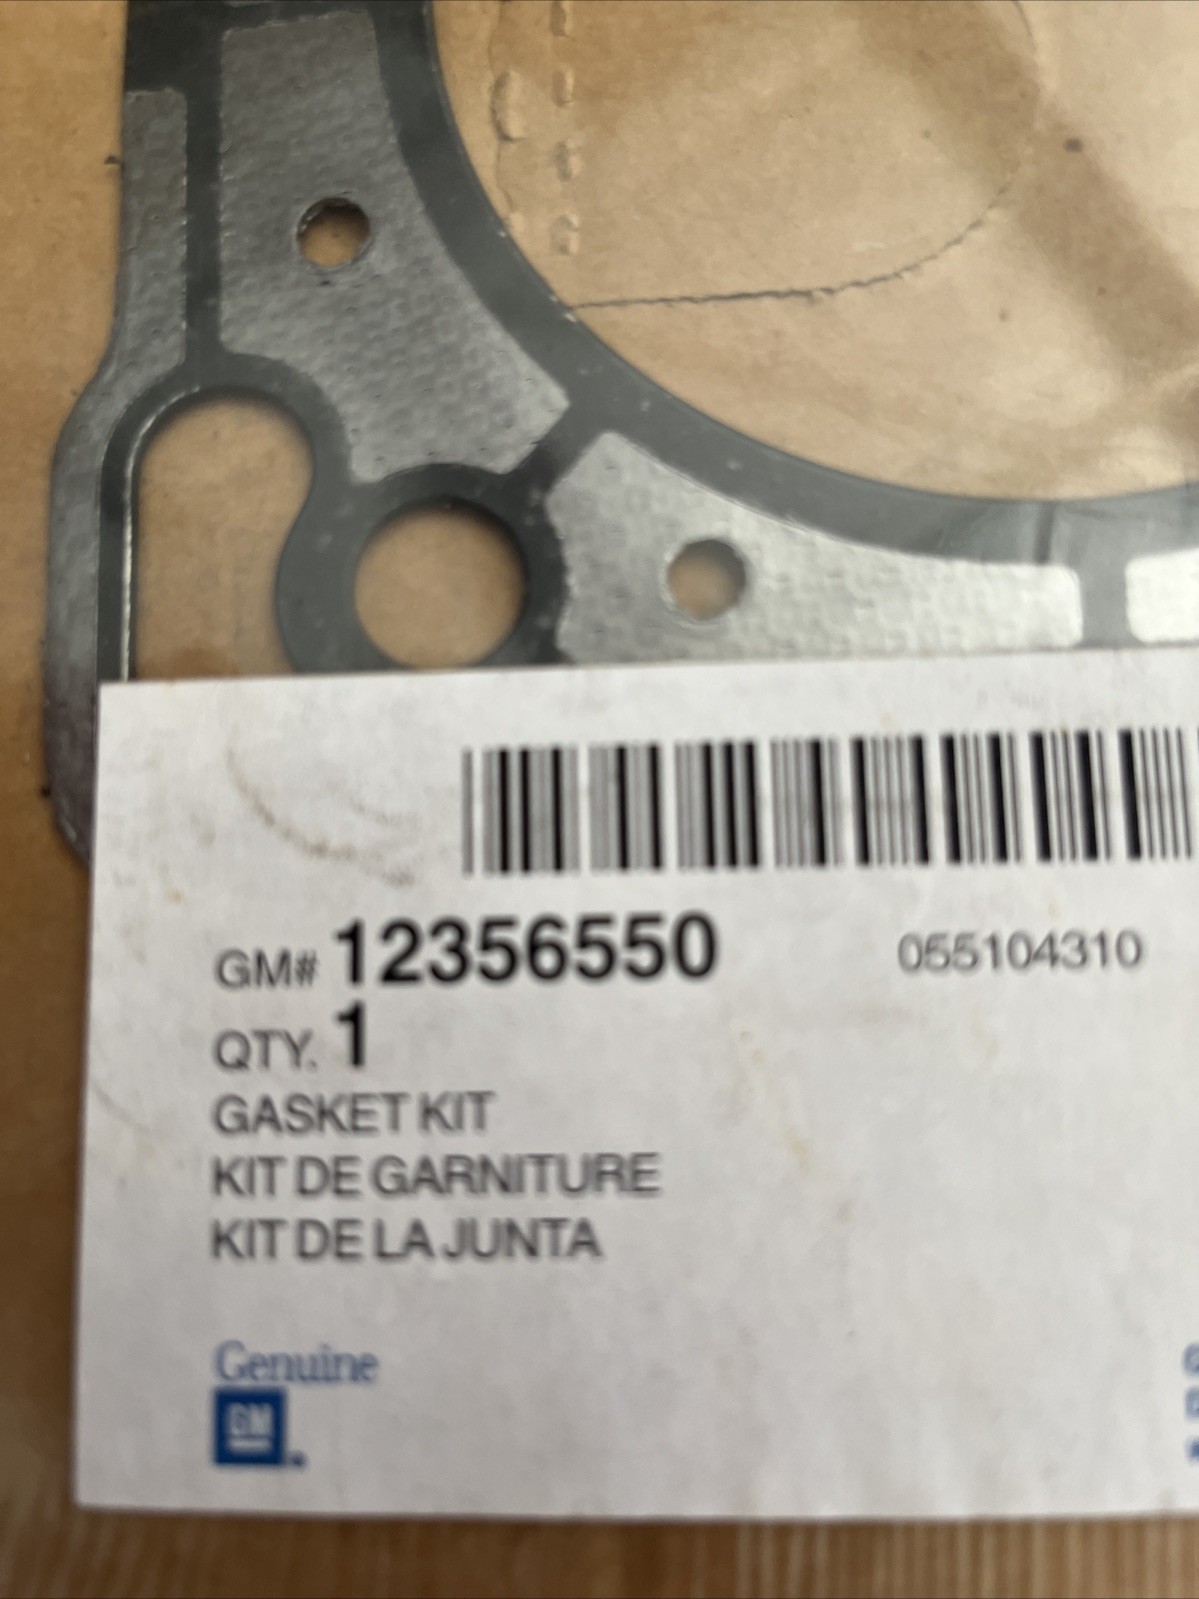 GM# 12356550 055104310
QTY. 1
GASKET KIT
KIT DE GARNITURE
KIT DE LA JUNTA
Genuine
GM